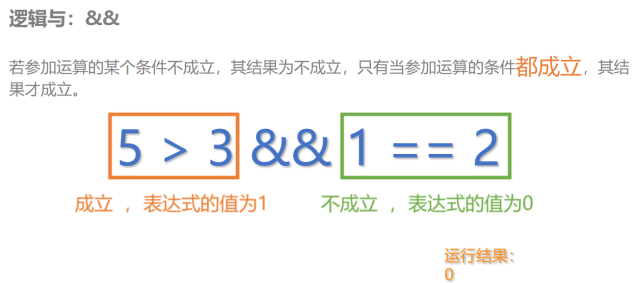 逻辑与：&&
若参加运算的某个条件不成立，其结果为不成立，只有当参加运算的条件都成立，其结
果才成立。
5 > 3 && 1 == 2
成立 ，表达式的值为1 不成立 ，表达式的值为0
运行结果：
0